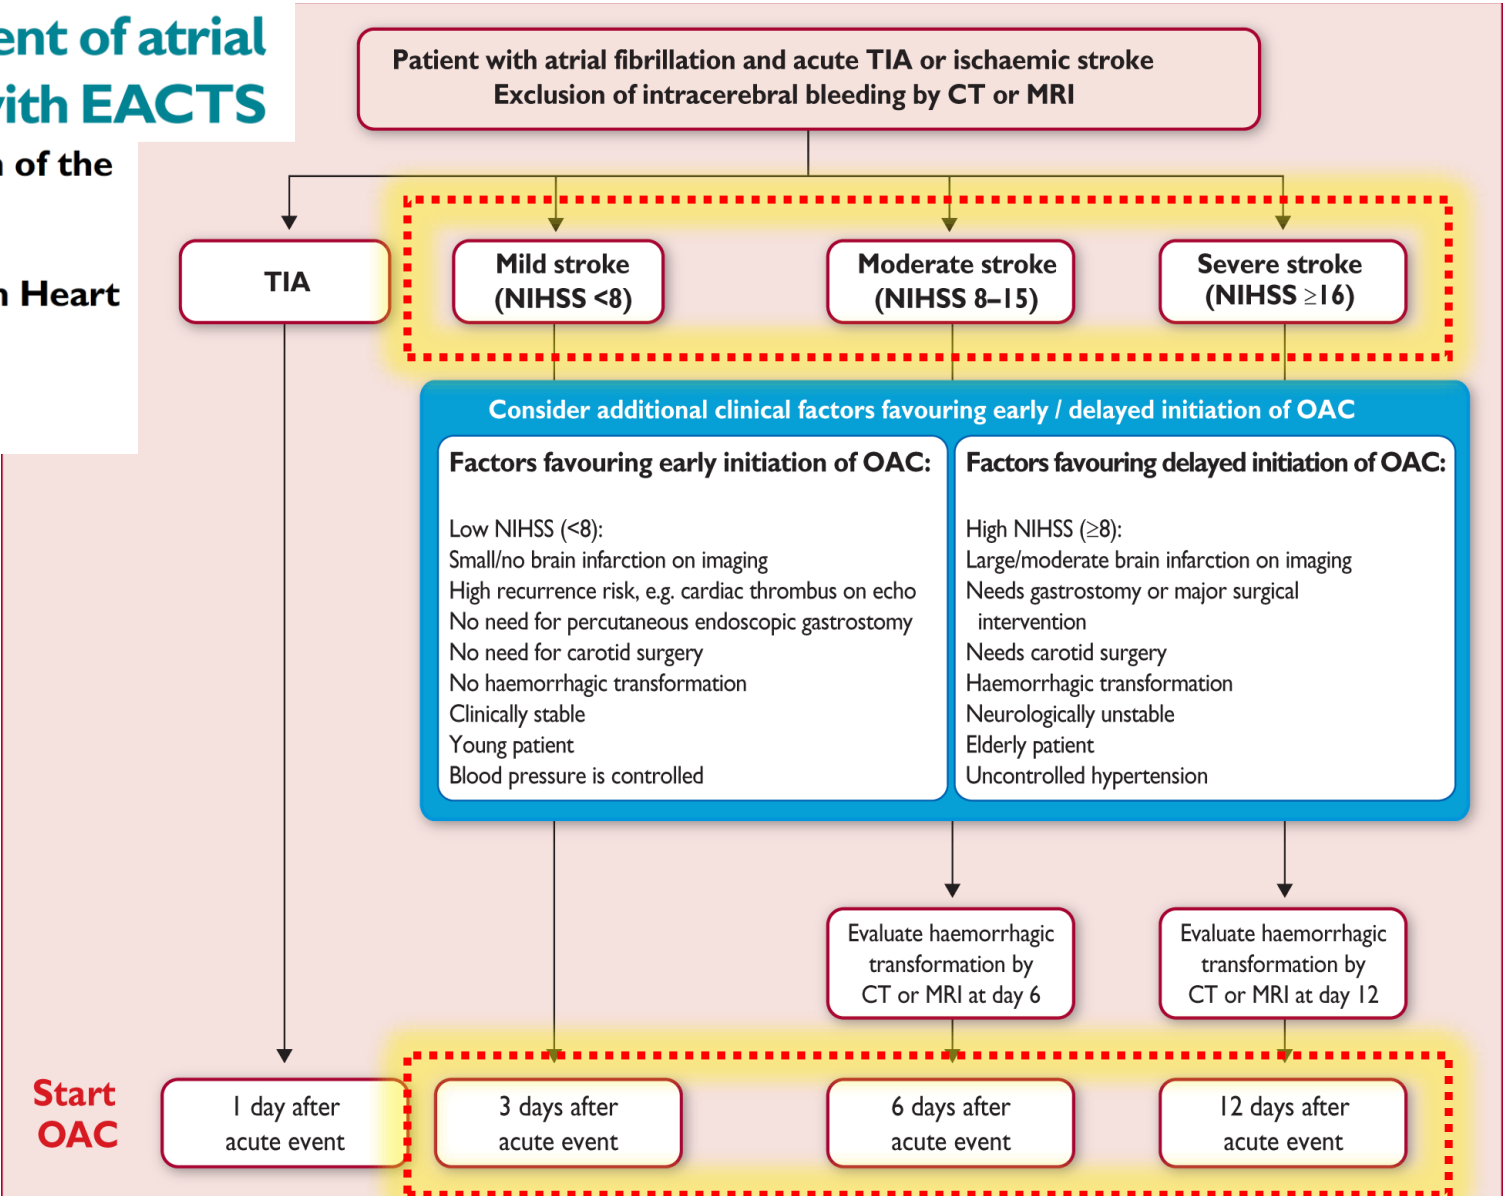 ent of atrial
with EACTS
n of the
n Heart
Patient with atrial fibrillation and acute TIA or ischaemic stroke
Exclusion of intracerebral bleeding by CT or MRI
TIA
Mild stroke
(NIHSS <8)
Moderate stroke
(NIHSS 8–15)
Severe stroke
(NIHSS ≥16)
Consider additional clinical factors favouring early / delayed initiation of OAC
Factors favouring early initiation of OAC:
Low NIHSS (<8):
Small/no brain infarction on imaging
High recurrence risk, e.g. cardiac thrombus on echo
No need for percutaneous endoscopic gastrostomy
No need for carotid surgery
No haemorrhagic transformation
Clinically stable
Young patient
Blood pressure is controlled
Factors favouring delayed initiation of OAC:
High NIHSS (≥8):
Large/moderate brain infarction on imaging
Needs gastrostomy or major surgical
intervention
Needs carotid surgery
Haemorrhagic transformation
Neurologically unstable
Elderly patient
Uncontrolled hypertension
Evaluate haemorrhagic
transformation by
CT or MRI at day 6
Evaluate haemorrhagic
transformation by
CT or MRI at day 12
Start
OAC
1 day after
acute event
3 days after
acute event
6 days after
acute event
12 days after
acute event